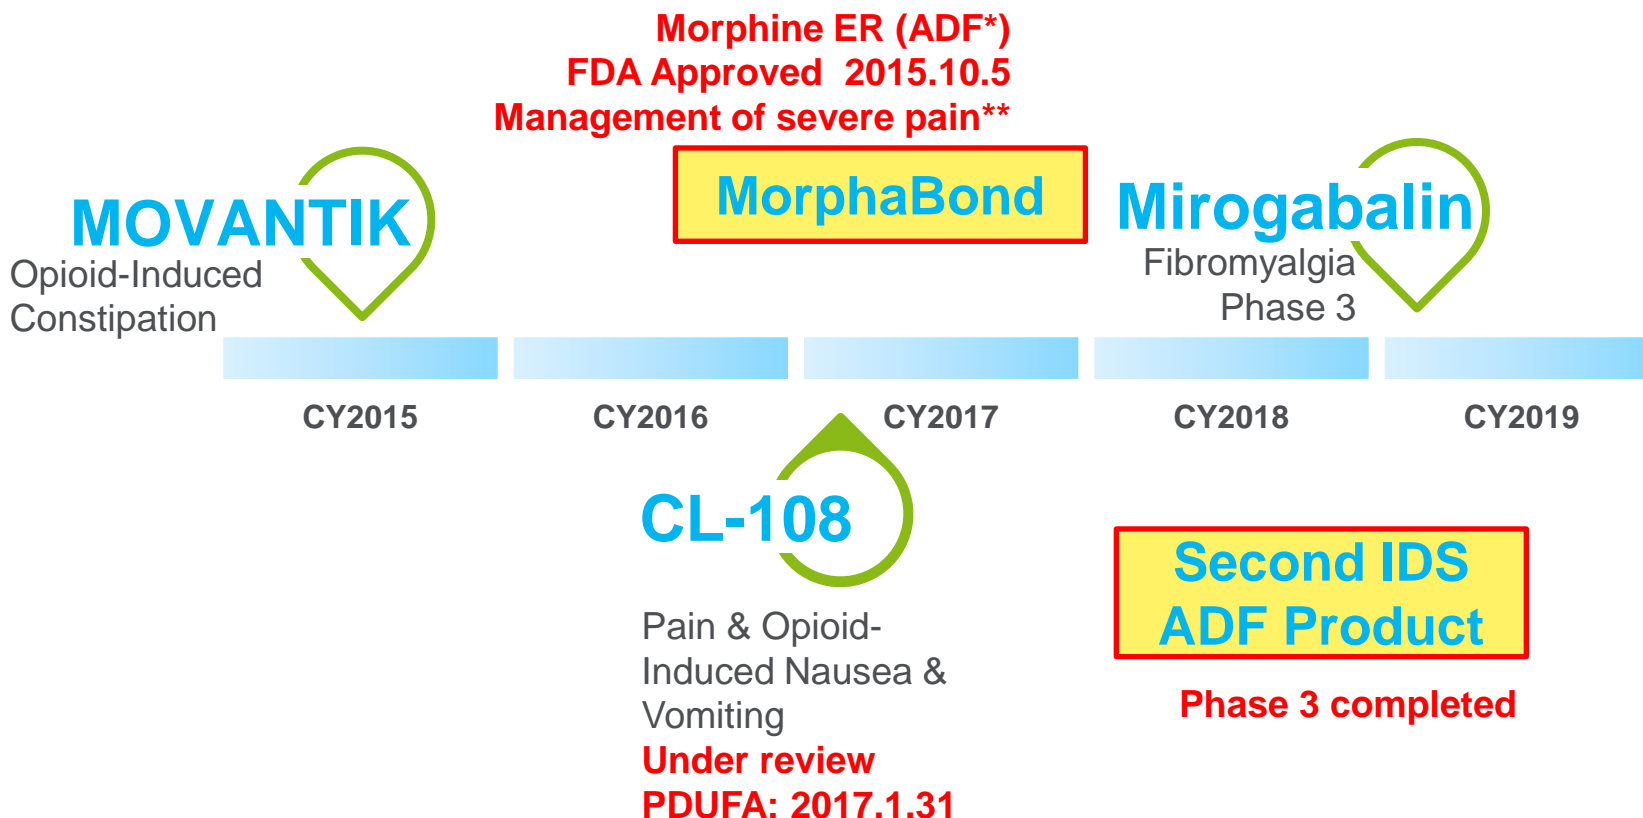 Morphine ER (ADF*)
FDA Approved 2015.10.5
Management of severe pain**
MorphaBond
MOVANTIK
Opioid-Induced
Constipation
Mirogabalin
Fibromyalgia
Phase 3
CY2015
CY2016
CY2017
CY2018
CY2019
CL-108
Pain & Opioid-
Induced Nausea &
Vomiting
Under review
PDUFA: 2017.1.31
Second IDS
ADF Product
Phase 3 completed